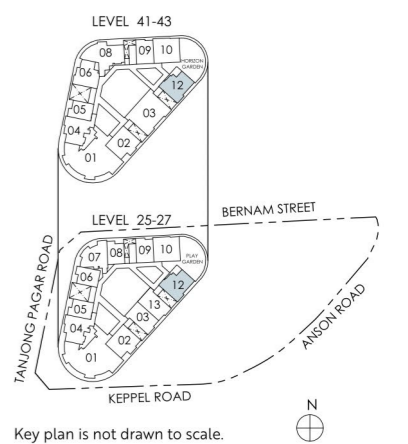 LEVEL 41-43
08 09 10
HORIZON
GARDEN
06
12
05
03
04
02
01
BERNAM STREET
LEVEL 25-27
TANJONG PAGAR ROAD
07 08 09 10
PLAY
GARDEN
06
12
05
13
03
04
02
01
ANSON ROAD
KEPPEL ROAD
N
Key plan is not drawn to scale.